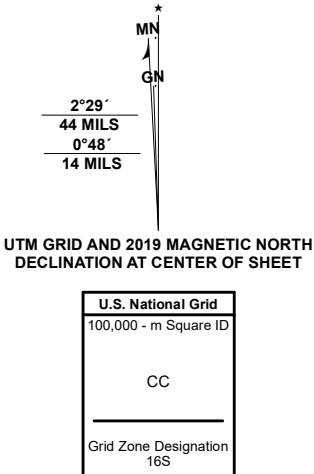 MN
GN
2°29´
44 MILS
0°48´
14 MILS
UTM GRID AND 2019 MAGNETIC NORTH
DECLINATION AT CENTER OF SHEET
U.S. National Grid
100,000 - m Square ID
CC
Grid Zone Designation
16S